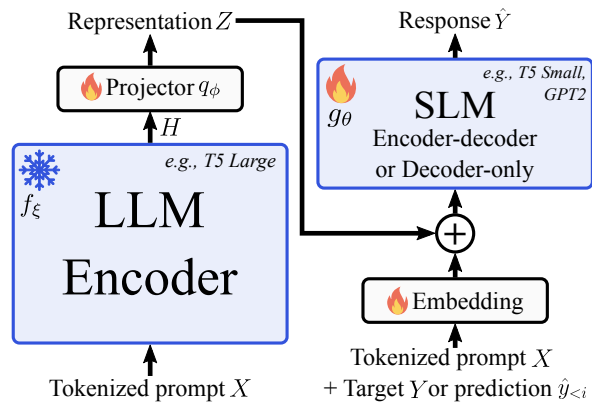 Representation Z
Projector q_ϕ
H
e.g., T5 Large
f_ξ
LLM
Encoder
Tokenized prompt X
Response Ŷ
e.g., T5 Small,
GPT2
g_θ
SLM
Encoder-decoder
or Decoder-only
+
Embedding
Tokenized prompt X
+ Target Y or prediction ŷ_{<i}